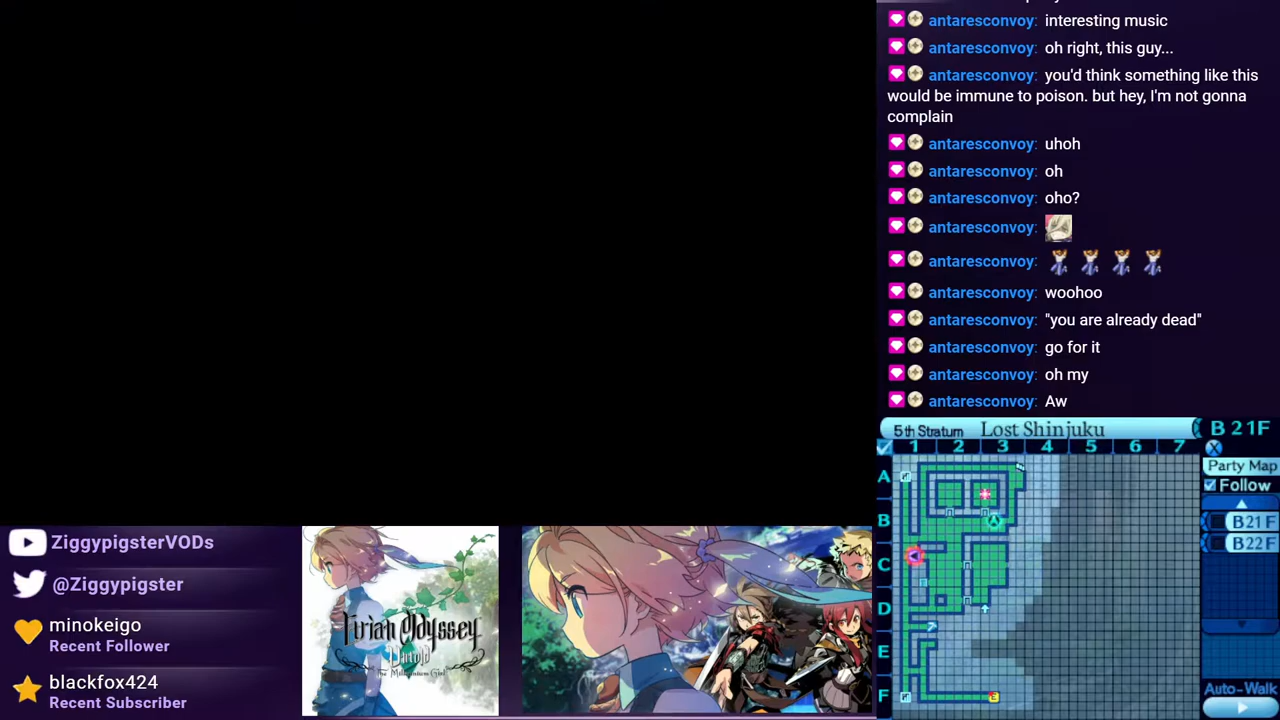 antaresconvoy: interesting music
antaresconvoy: oh right, this guy...
antaresconvoy: you'd think something like this
would be immune to poison. but hey, I'm not gonna
complain
antaresconvoy: uhoh
antaresconvoy: oh
antaresconvoy: oho?
antaresconvoy:
antaresconvoy:
antaresconvoy: woohoo
antaresconvoy: "you are already dead"
antaresconvoy: go for it
antaresconvoy: oh my
antaresconvoy: Aw
5th Stratum Lost Shinjuku B 21F
1 2 3 4 5 6 7 X
A
B
C
D
E
F
Party Map
Follow
B21F
B22F
Auto-Walk
ZiggypigsterVODs
@Ziggypigster
minokeigo
Recent Follower
blackfox424
Recent Subscriber
Odyssey
Untold
The Millennium Girl